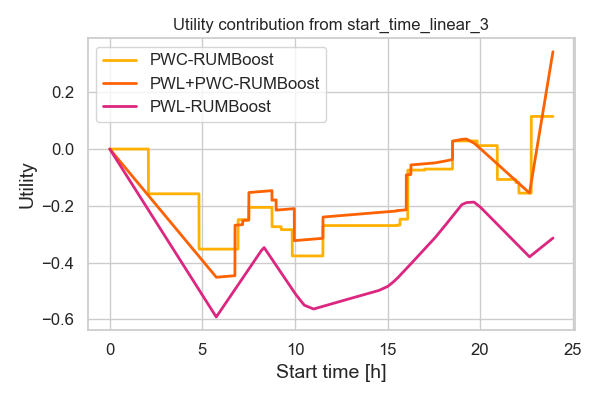 Utility contribution from start_time_linear_3
PWC-RUMBoost
PWL+PWC-RUMBoost
PWL-RUMBoost
Utility
0.2
0.0
−0.2
−0.4
−0.6
0 5 10 15 20 25
Start time [h]